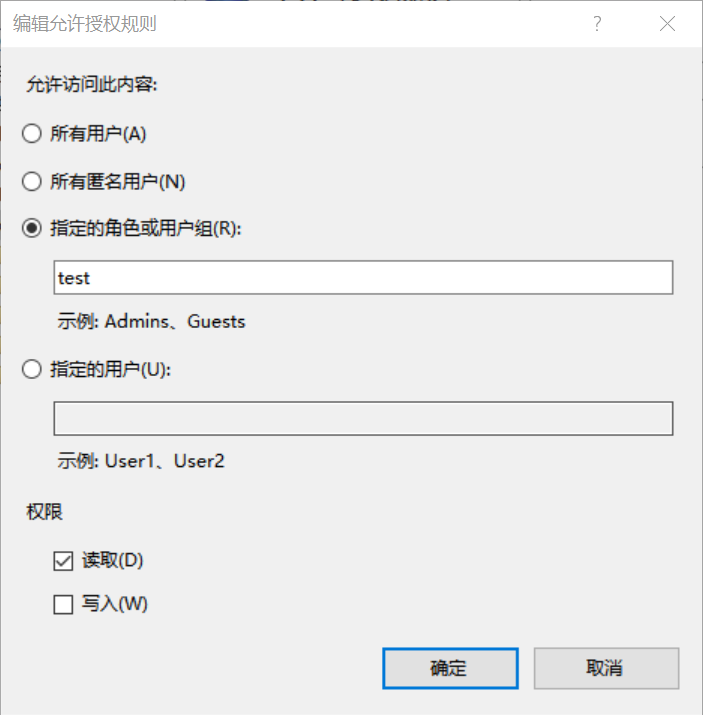 编辑允许授权规则
允许访问此内容:
所有用户(A)
所有匿名用户(N)
指定的角色或用户组(R):
test
示例: Admins、Guests
指定的用户(U):
示例: User1、User2
权限
读取(D)
写入(W)
确定 取消